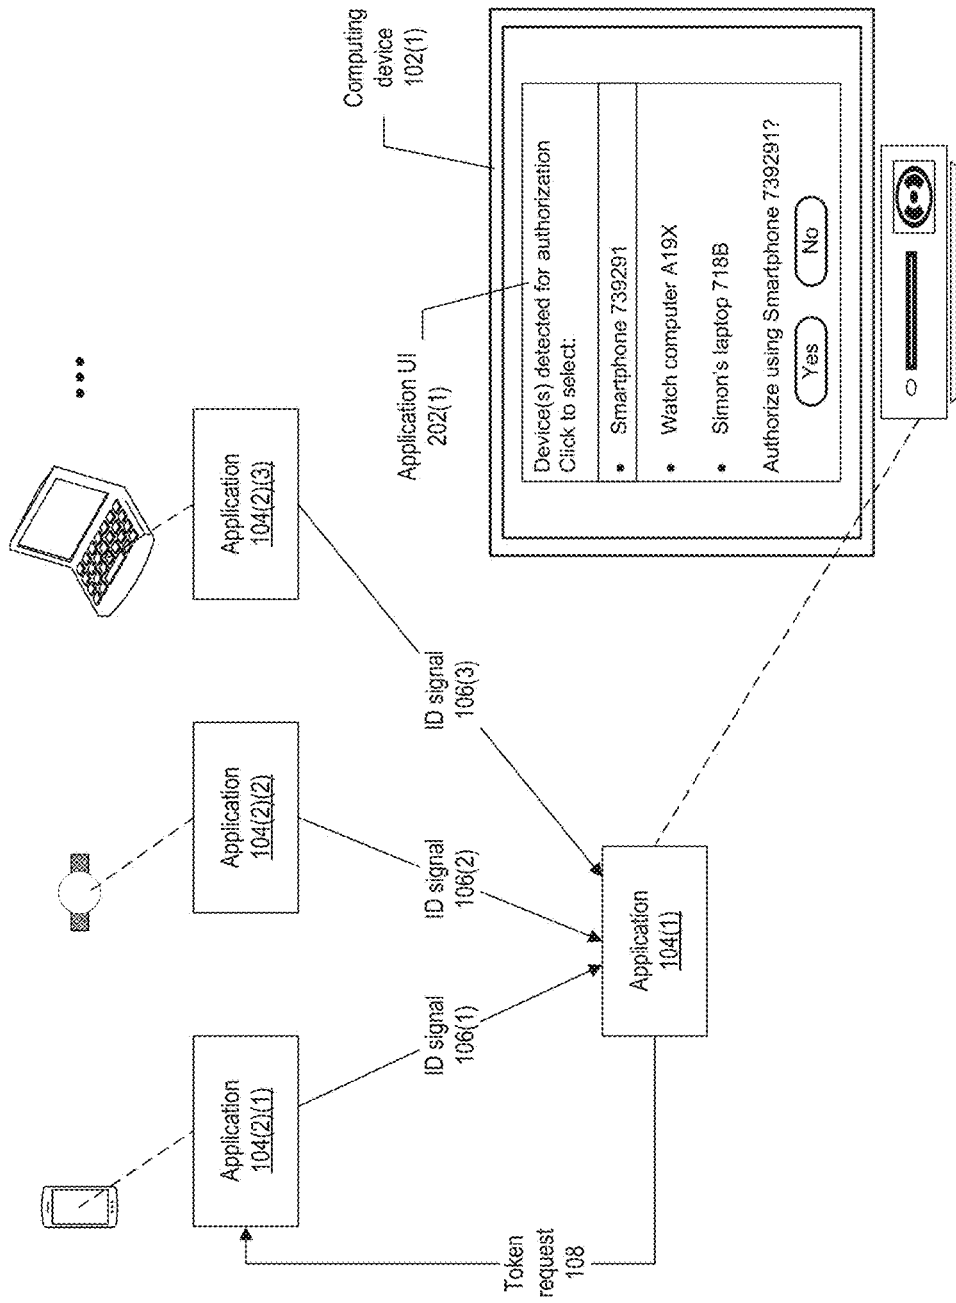 Computing
device
102(1)
Application UI
202(1)
Device(s) detected for authorization
Click to select:
• Smartphone 739291
• Watch computer A19X
• Simon's laptop 718B
Authorize using Smartphone 739291?
Yes
No
Application
104(2)(1)
Application
104(2)(2)
Application
104(2)(3)
ID signal
106(1)
ID signal
106(2)
ID signal
106(3)
Token
request
108
Application
104(1)